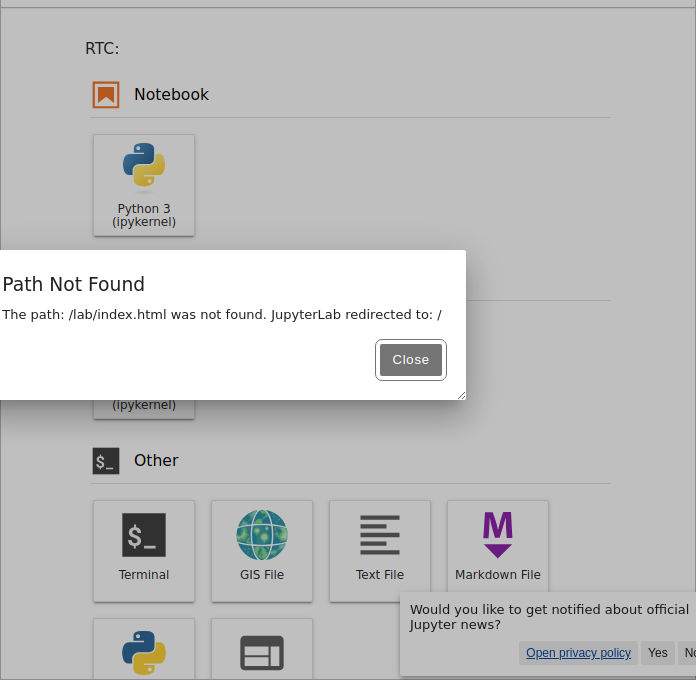 RTC:
Notebook
Python 3
(ipykernel)
Path Not Found
The path: /lab/index.html was not found. JupyterLab redirected to: /
Close
(ipykernel)
$_ Other
$_
Terminal
GIS File
Text File
M
Markdown File
Would you like to get notified about official
Jupyter news?
Open privacy policy
Yes
No